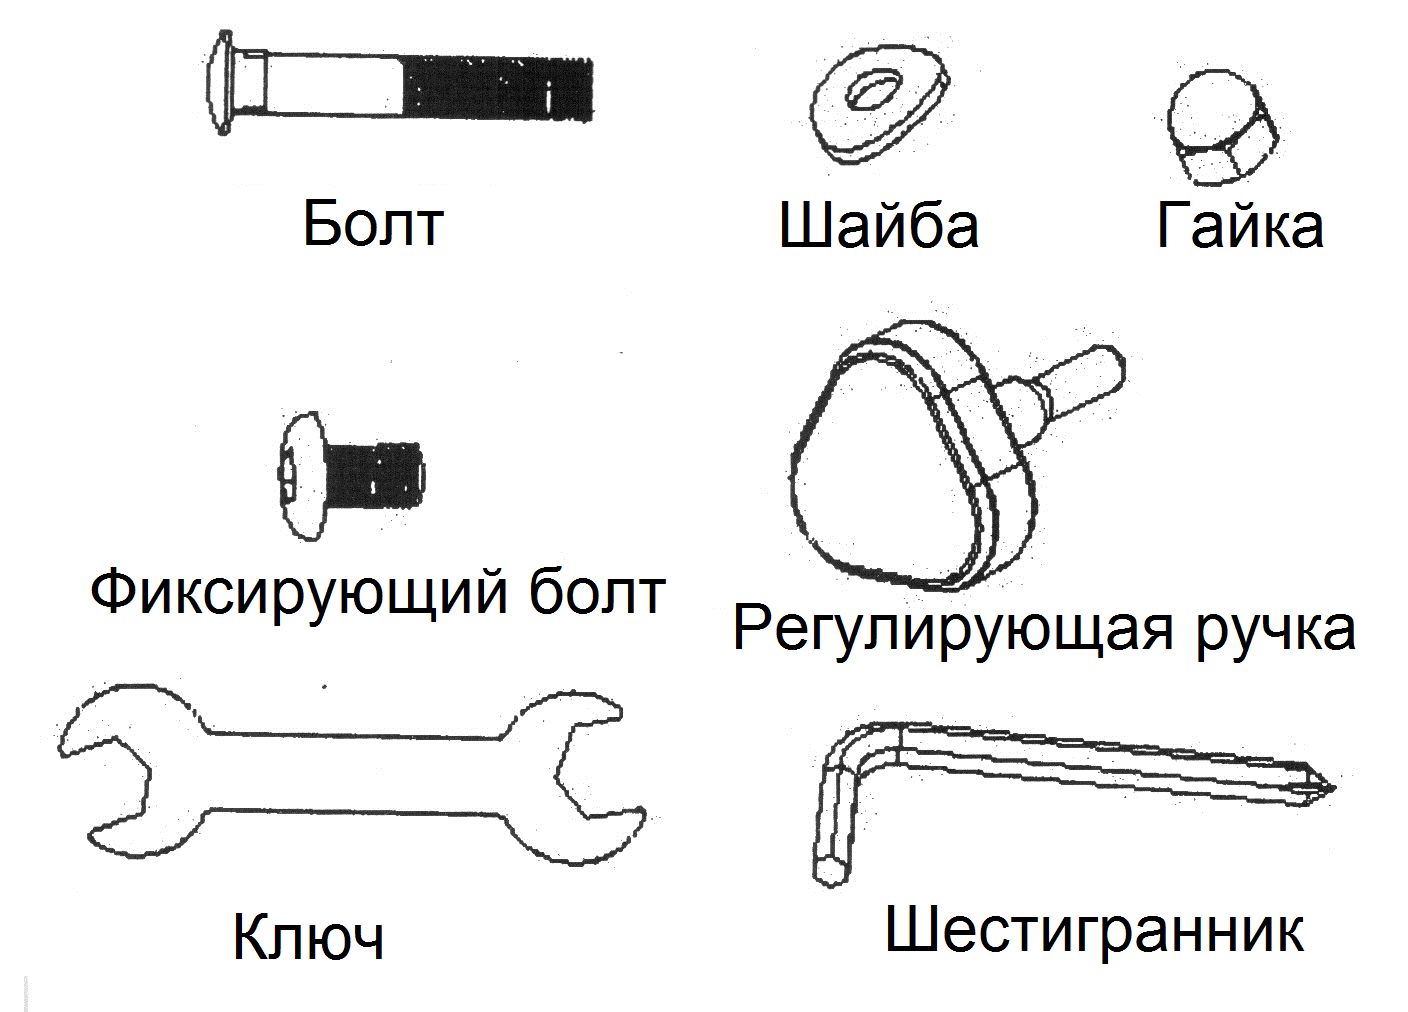 Болт
Шайба
Гайка
Фиксирующий болт
Регулирующая ручка
Ключ
Шестигранник